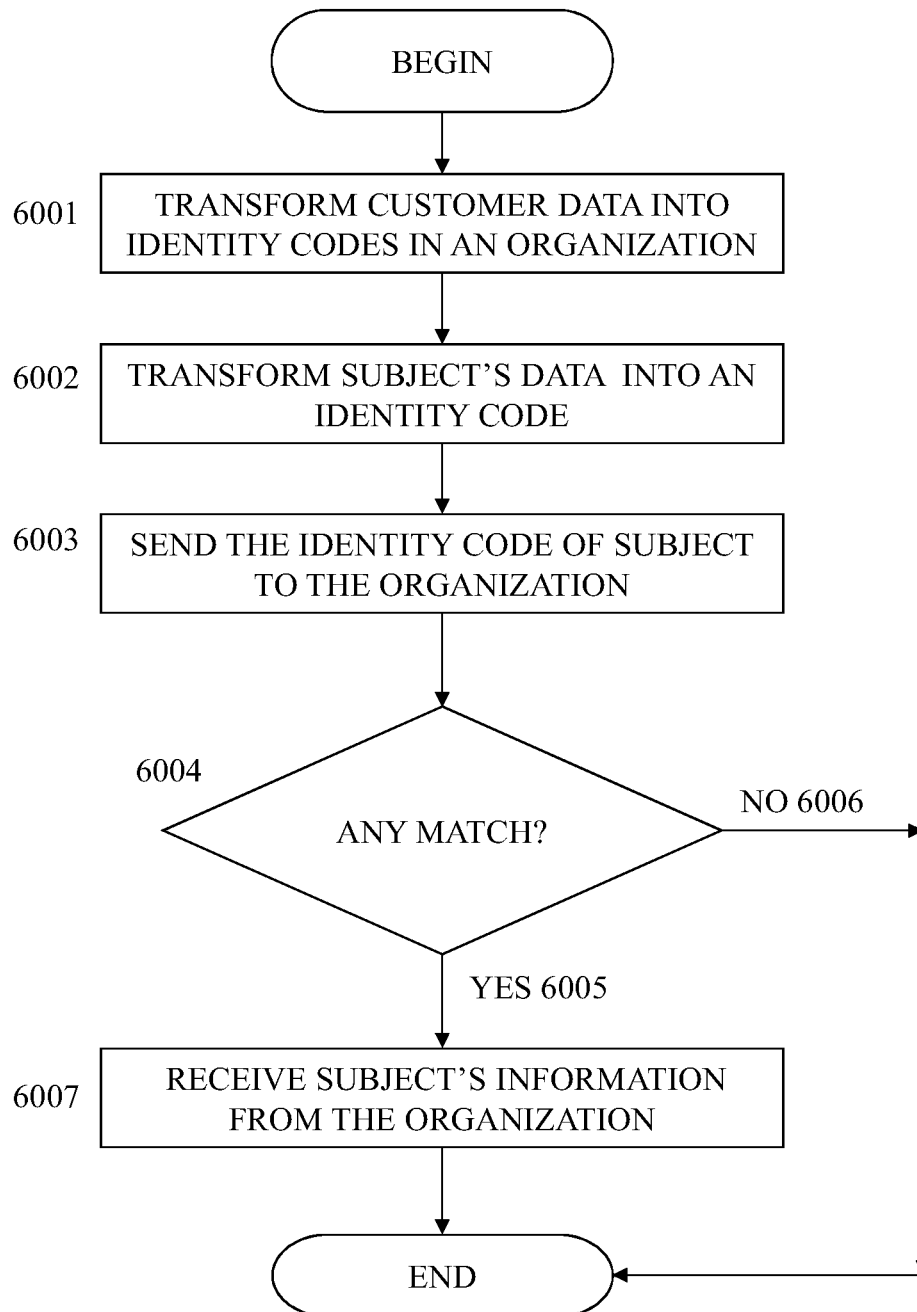 BEGIN
6001
TRANSFORM CUSTOMER DATA INTO
IDENTITY CODES IN AN ORGANIZATION
6002
TRANSFORM SUBJECT'S DATA INTO AN
IDENTITY CODE
6003
SEND THE IDENTITY CODE OF SUBJECT
TO THE ORGANIZATION
6004
ANY MATCH?
NO 6006
YES 6005
6007
RECEIVE SUBJECT'S INFORMATION
FROM THE ORGANIZATION
END